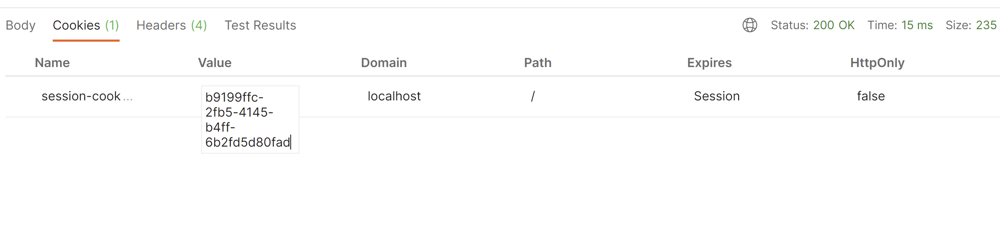 Body Cookies (1) Headers (4) Test Results Status: 200 OK Time: 15 ms Size: 235
Name Value Domain Path Expires HttpOnly
session-cook... b9199ffc- localhost / Session false
2fb5-4145-
b4ff-
6b2fd5d80fad